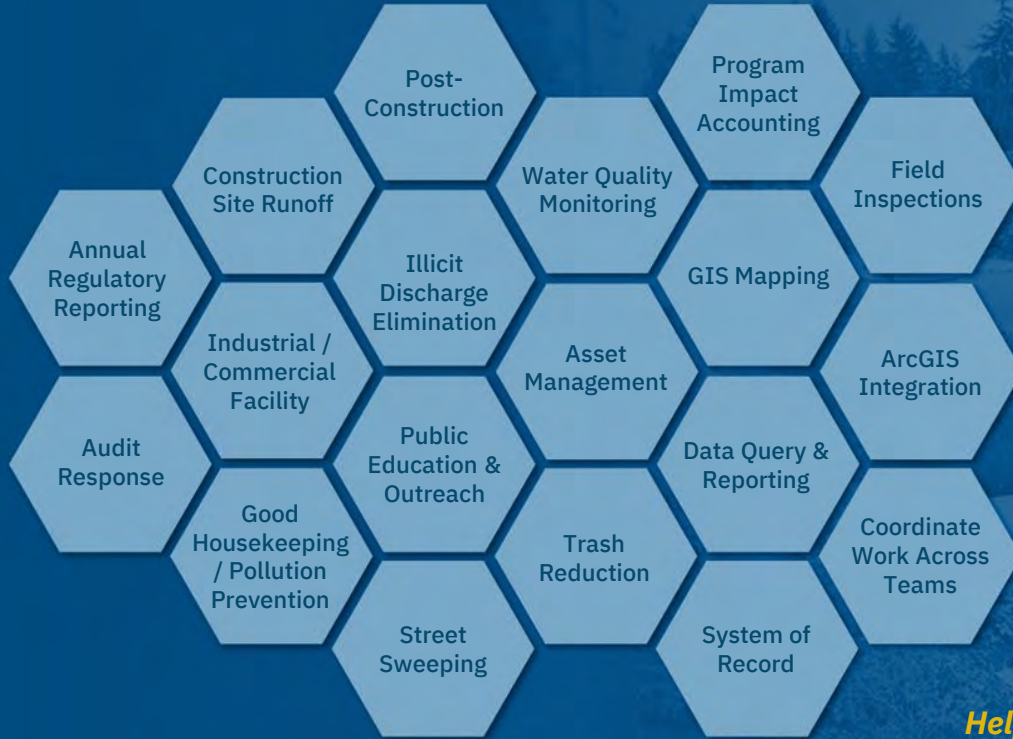 Post-
Construction
Program
Impact
Accounting
Construction
Site Runoff
Water Quality
Monitoring
Field
Inspections
Annual
Regulatory
Reporting
Illicit
Discharge
Elimination
GIS Mapping
Industrial /
Commercial
Facility
Asset
Management
ArcGIS
Integration
Audit
Response
Public
Education &
Outreach
Data Query &
Reporting
Good
Housekeeping
/ Pollution
Prevention
Trash
Reduction
Coordinate
Work Across
Teams
Street
Sweeping
System of
Record
Hel